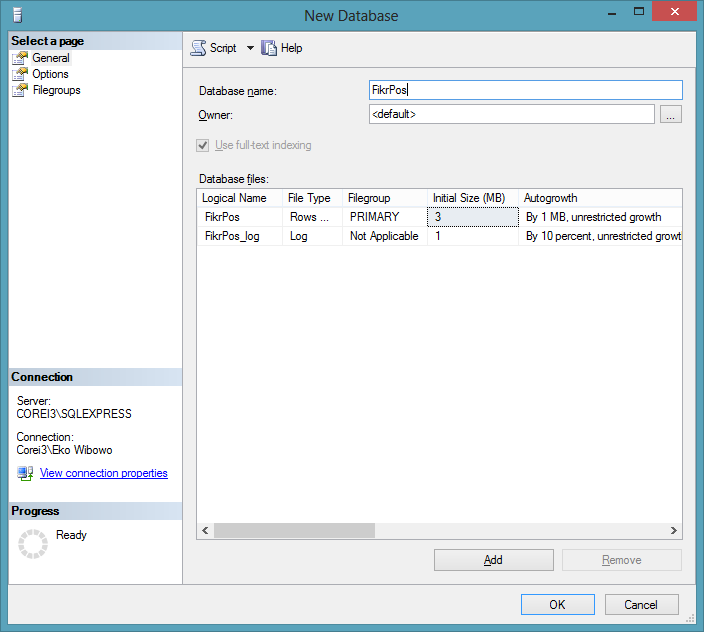 New Database
Select a page
General
Options
Filegroups
Script
Help
Database name:
FikrPos
Owner:
<default>
...
Use full-text indexing
Database files:
Logical Name File Type Filegroup Initial Size (MB) Autogrowth
FikrPos Rows ... PRIMARY 3 By 1 MB, unrestricted growth
FikrPos_log Log Not Applicable 1 By 10 percent, unrestricted growt
Connection
Server:
COREI3\SQLEXPRESS
Connection:
Corei3\Eko Wibowo
View connection properties
Progress
Ready
Add
Remove
OK
Cancel